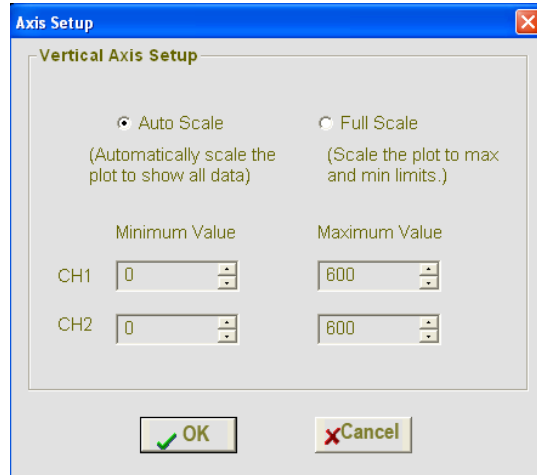 Axis Setup
Vertical Axis Setup
Auto Scale
Full Scale
(Automatically scale the
plot to show all data)
(Scale the plot to max
and min limits.)
Minimum Value
Maximum Value
CH1
0
600
CH2
0
600
OK
Cancel